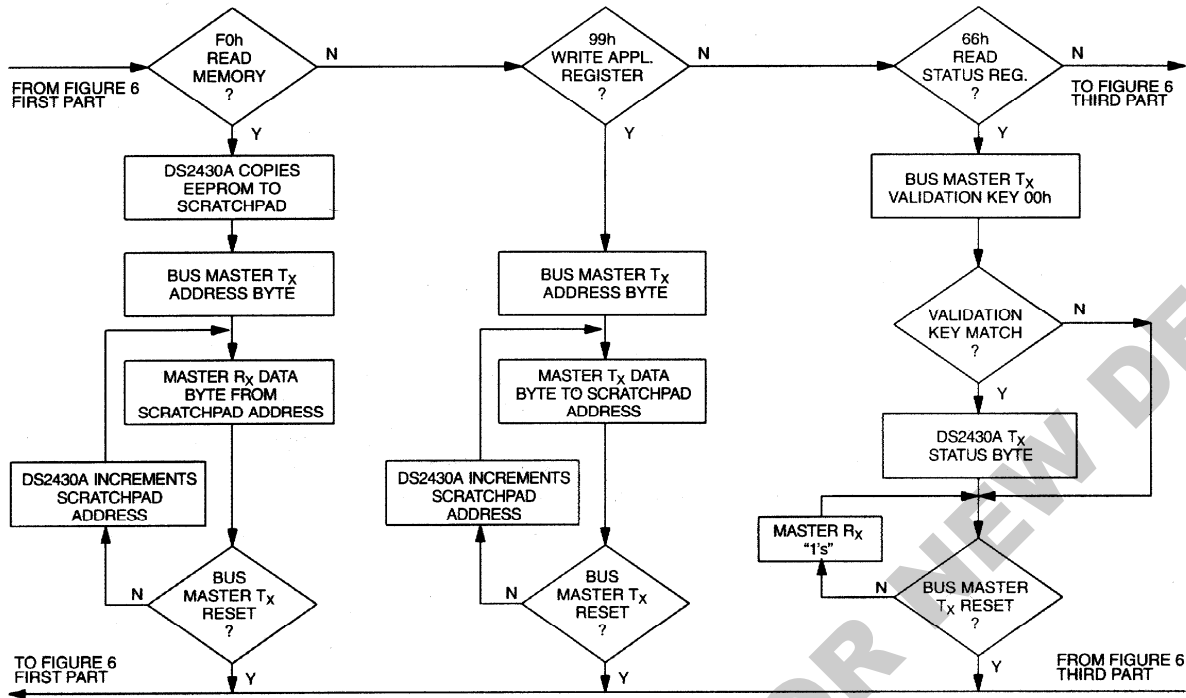 F0h
READ
MEMORY
?
N
Y
FROM FIGURE 6
FIRST PART
99h
WRITE APPL.
REGISTER
?
N
Y
66h
READ
STATUS REG.
?
N
Y
TO FIGURE 6
THIRD PART
DS2430A COPIES
EEPROM TO
SCRATCHPAD
BUS MASTER TX
ADDRESS BYTE
MASTER RX DATA
BYTE FROM
SCRATCHPAD ADDRESS
DS2430A INCREMENTS
SCRATCHPAD
ADDRESS
BUS
MASTER TX
RESET
?
N
Y
BUS MASTER TX
ADDRESS BYTE
MASTER TX DATA
BYTE TO SCRATCHPAD
ADDRESS
DS2430A INCREMENTS
SCRATCHPAD
ADDRESS
BUS
MASTER TX
RESET
?
N
Y
BUS MASTER TX
VALIDATION KEY 00h
VALIDATION
KEY MATCH
?
N
Y
DS2430A TX
STATUS BYTE
MASTER RX
"1's"
BUS MASTER
TX RESET
?
N
Y
TO FIGURE 6
FIRST PART
FROM FIGURE 6
THIRD PART
OR NEW DE